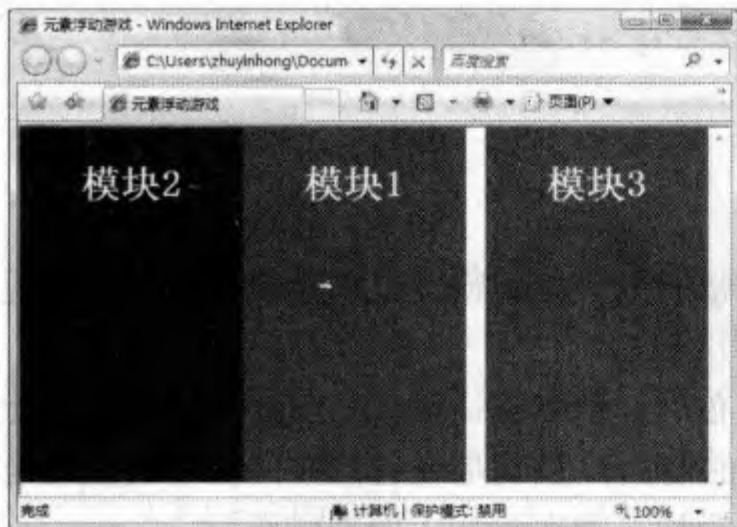 元素浮动游戏 - Windows Internet Explorer
C:\Users\zhuyinhong\Docum
百度搜索
元素浮动游戏
页面(P)
模块2
模块1
模块3
完成
计算机 | 保护模式: 禁用
100%